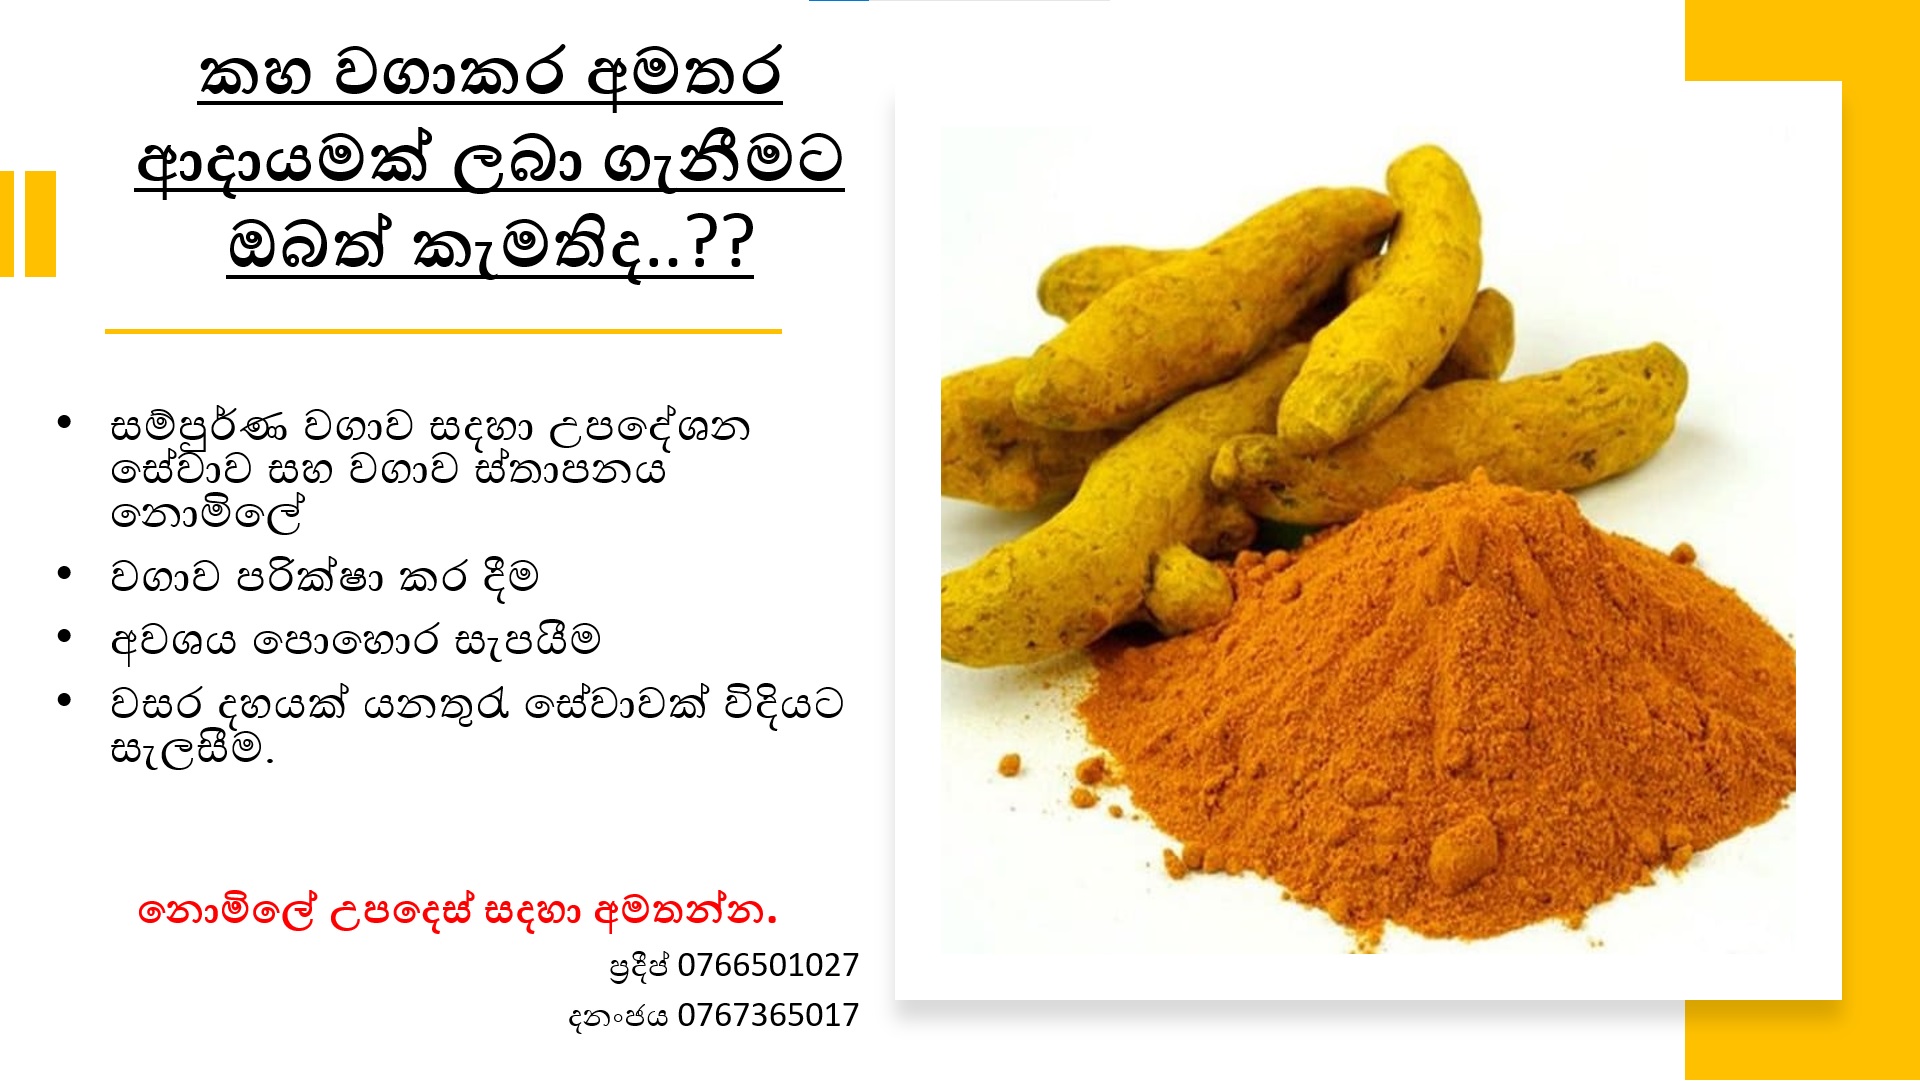 කහ වගාකර අමතර
ආදායමක් ලබා ගැනීමට
ඔබත් කැමතිද..??
• සම්පුර්ණ වගාව සදහා උපදේශන
සේවාව සහ වගාව ස්තාපනය
නොමිලේ
• වගාව පරික්ෂා කර දීම
• අවශය පොහොර සැපයීම
• වසර දහයක් යනතුරු සේවාවක් විදියට
සැලසීම.
නොමිලේ උපදෙස් සදහා අමතන්න.
ප්‍රදීප් 0766501027
දනංජය 0767365017